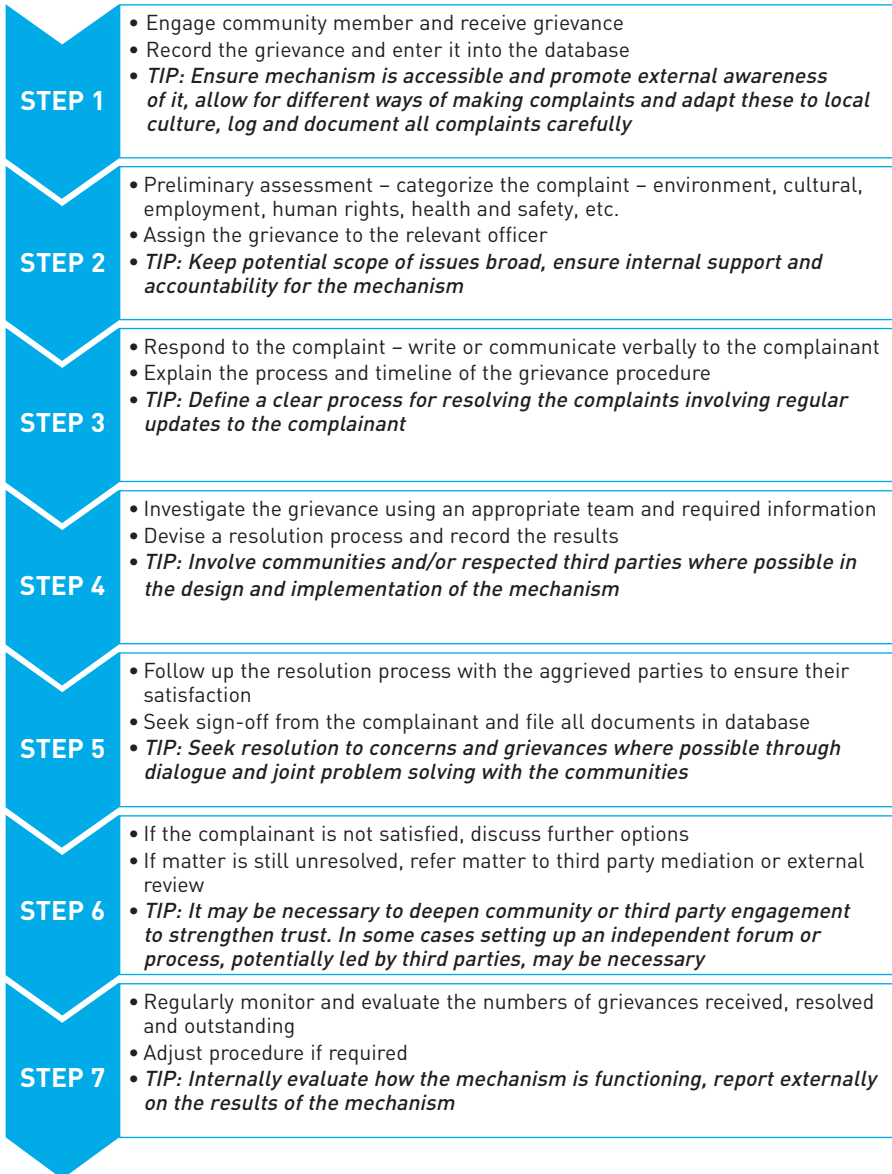 STEP 1
• Engage community member and receive grievance
• Record the grievance and enter it into the database
• TIP: Ensure mechanism is accessible and promote external awareness
of it, allow for different ways of making complaints and adapt these to local
culture, log and document all complaints carefully
STEP 2
• Preliminary assessment – categorize the complaint – environment, cultural,
employment, human rights, health and safety, etc.
• Assign the grievance to the relevant officer
• TIP: Keep potential scope of issues broad, ensure internal support and
accountability for the mechanism
STEP 3
• Respond to the complaint – write or communicate verbally to the complainant
• Explain the process and timeline of the grievance procedure
• TIP: Define a clear process for resolving the complaints involving regular
updates to the complainant
STEP 4
• Investigate the grievance using an appropriate team and required information
• Devise a resolution process and record the results
• TIP: Involve communities and/or respected third parties where possible in
the design and implementation of the mechanism
STEP 5
• Follow up the resolution process with the aggrieved parties to ensure their
satisfaction
• Seek sign-off from the complainant and file all documents in database
• TIP: Seek resolution to concerns and grievances where possible through
dialogue and joint problem solving with the communities
STEP 6
• If the complainant is not satisfied, discuss further options
• If matter is still unresolved, refer matter to third party mediation or external
review
• TIP: It may be necessary to deepen community or third party engagement
to strengthen trust. In some cases setting up an independent forum or
process, potentially led by third parties, may be necessary
STEP 7
• Regularly monitor and evaluate the numbers of grievances received, resolved
and outstanding
• Adjust procedure if required
• TIP: Internally evaluate how the mechanism is functioning, report externally
on the results of the mechanism